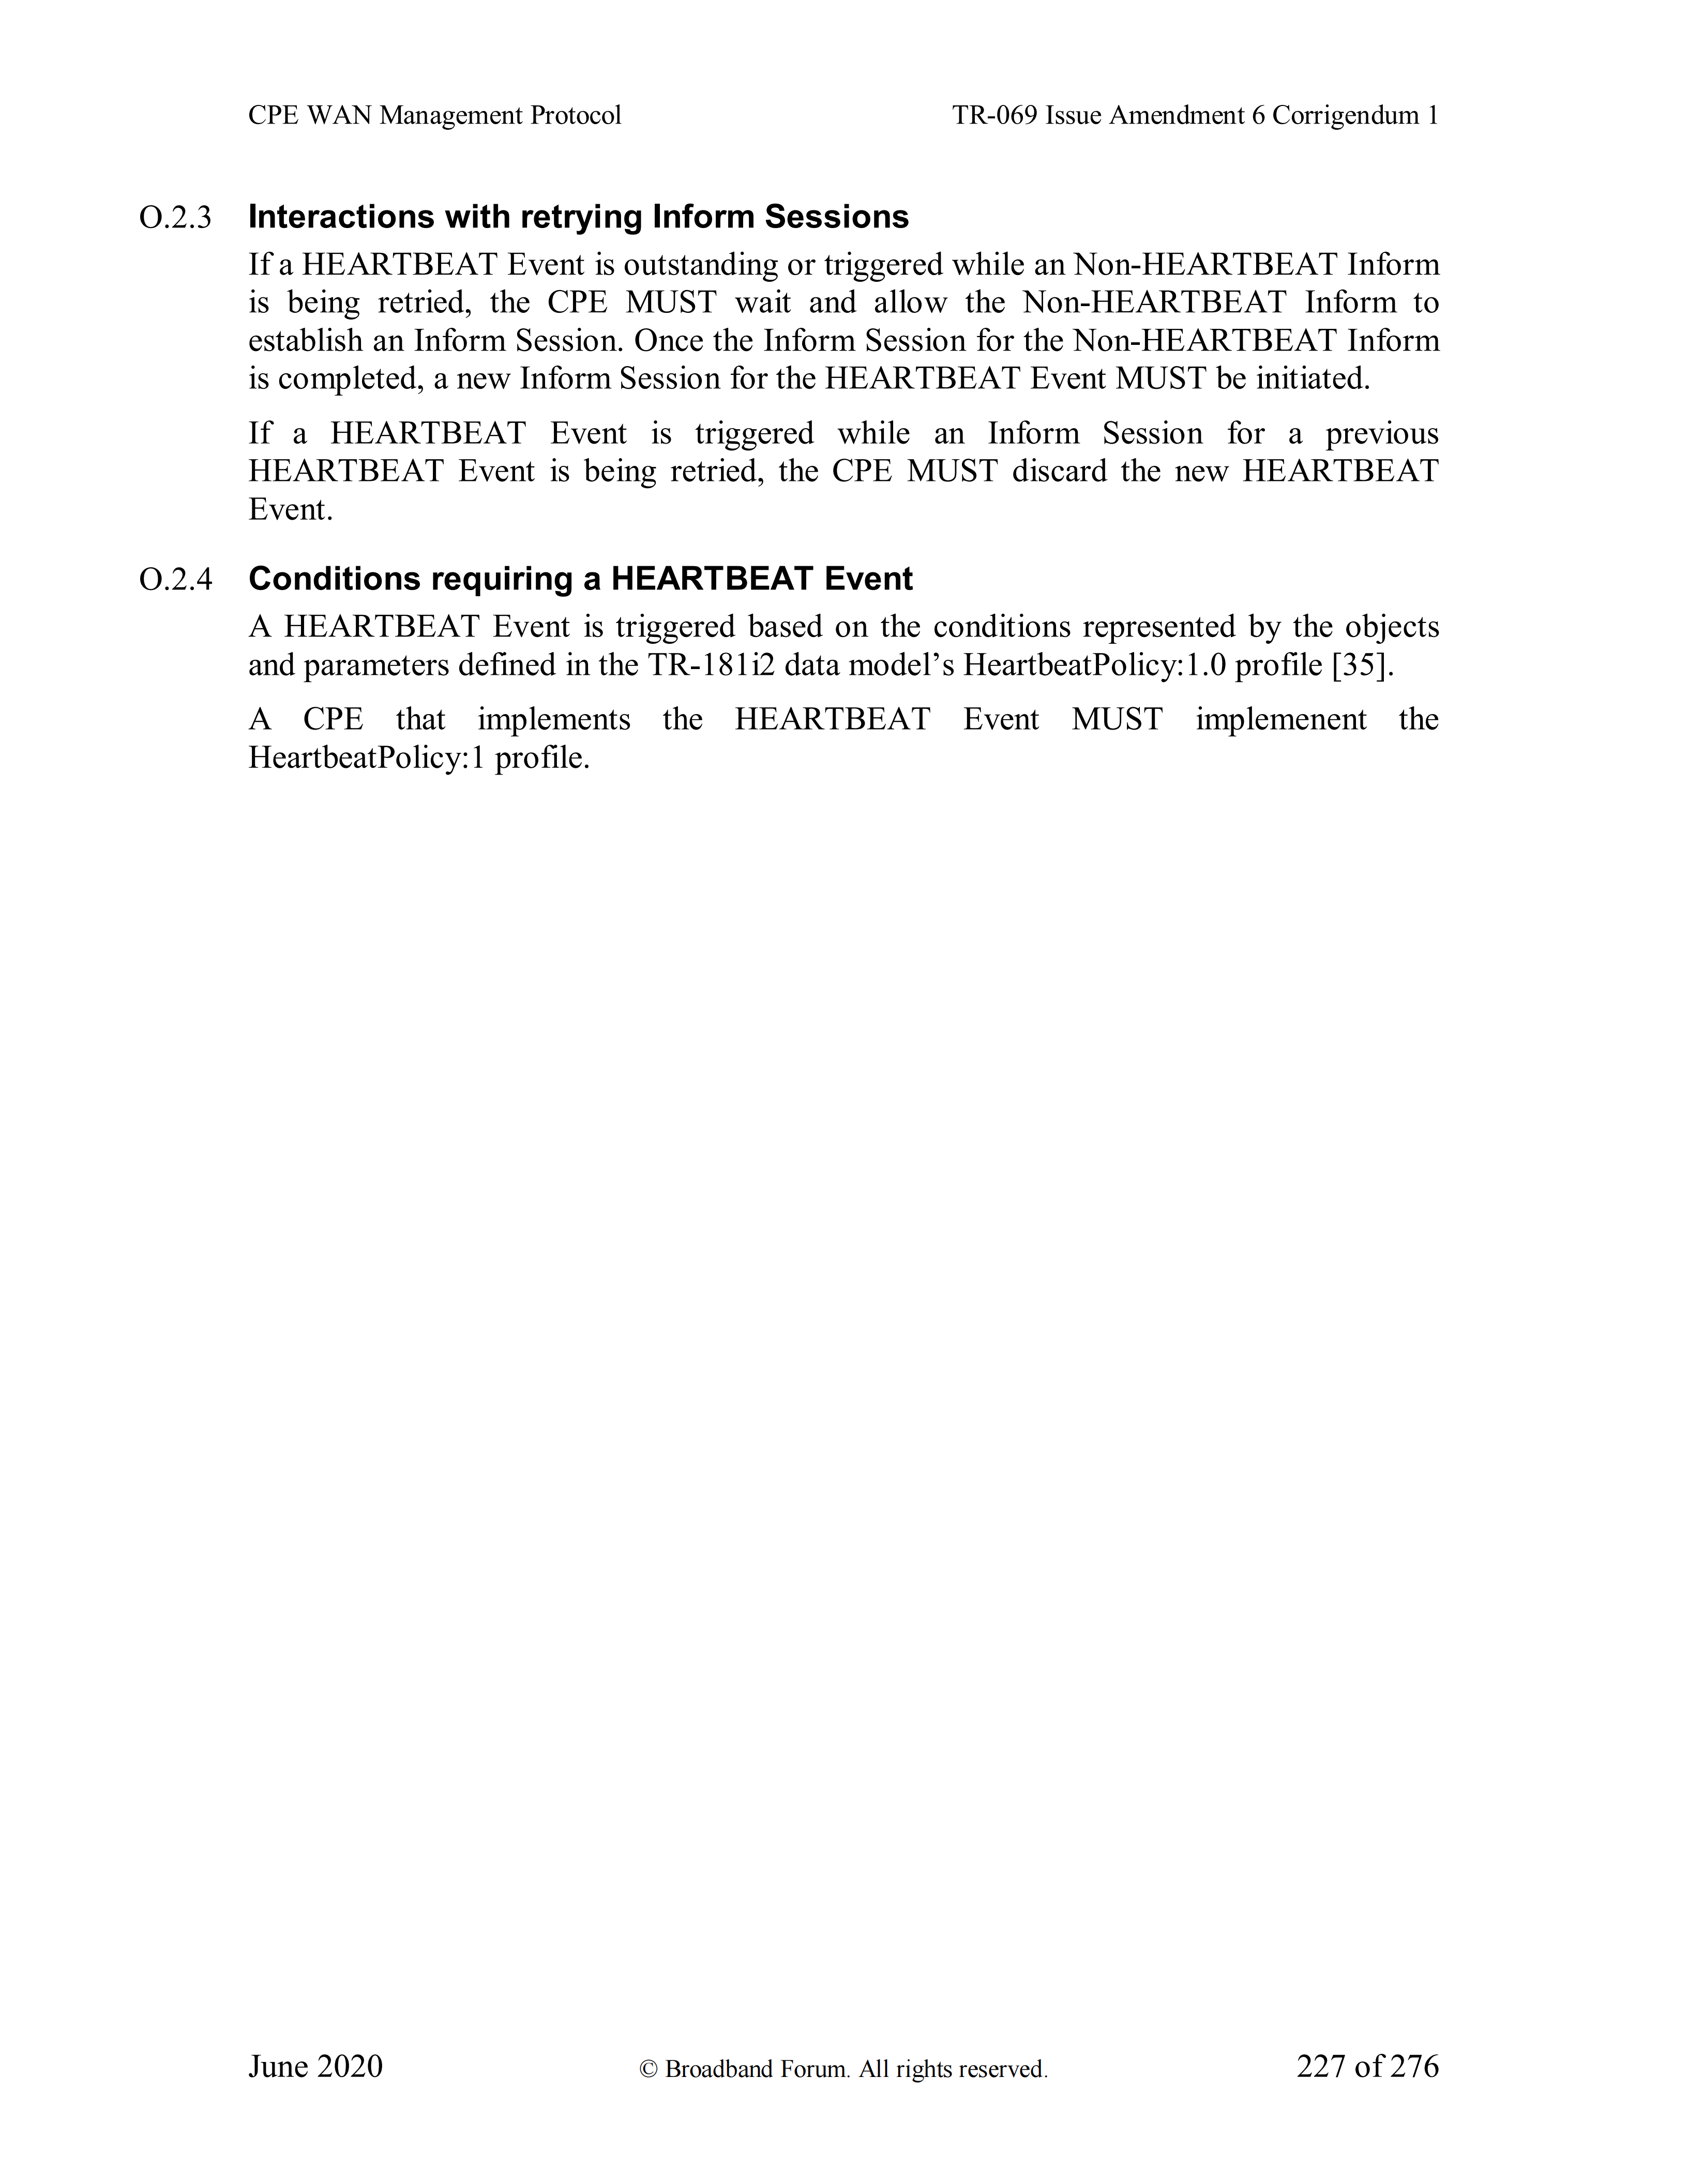 CPE WAN Management Protocol TR-069 Issue Amendment 6 Corrigendum 1
O.2.3 Interactions with retrying Inform Sessions
If a HEARTBEAT Event is outstanding or triggered while an Non-HEARTBEAT Inform
is being retried, the CPE MUST wait and allow the Non-HEARTBEAT Inform to
establish an Inform Session. Once the Inform Session for the Non-HEARTBEAT Inform
is completed, a new Inform Session for the HEARTBEAT Event MUST be initiated.
If a HEARTBEAT Event is triggered while an Inform Session for a previous
HEARTBEAT Event is being retried, the CPE MUST discard the new HEARTBEAT
Event.
O.2.4 Conditions requiring a HEARTBEAT Event
A HEARTBEAT Event is triggered based on the conditions represented by the objects
and parameters defined in the TR-181i2 data model’s HeartbeatPolicy:1.0 profile [35].
A CPE that implements the HEARTBEAT Event MUST implemenent the
HeartbeatPolicy:1 profile.
June 2020 © Broadband Forum. All rights reserved. 227 of 276